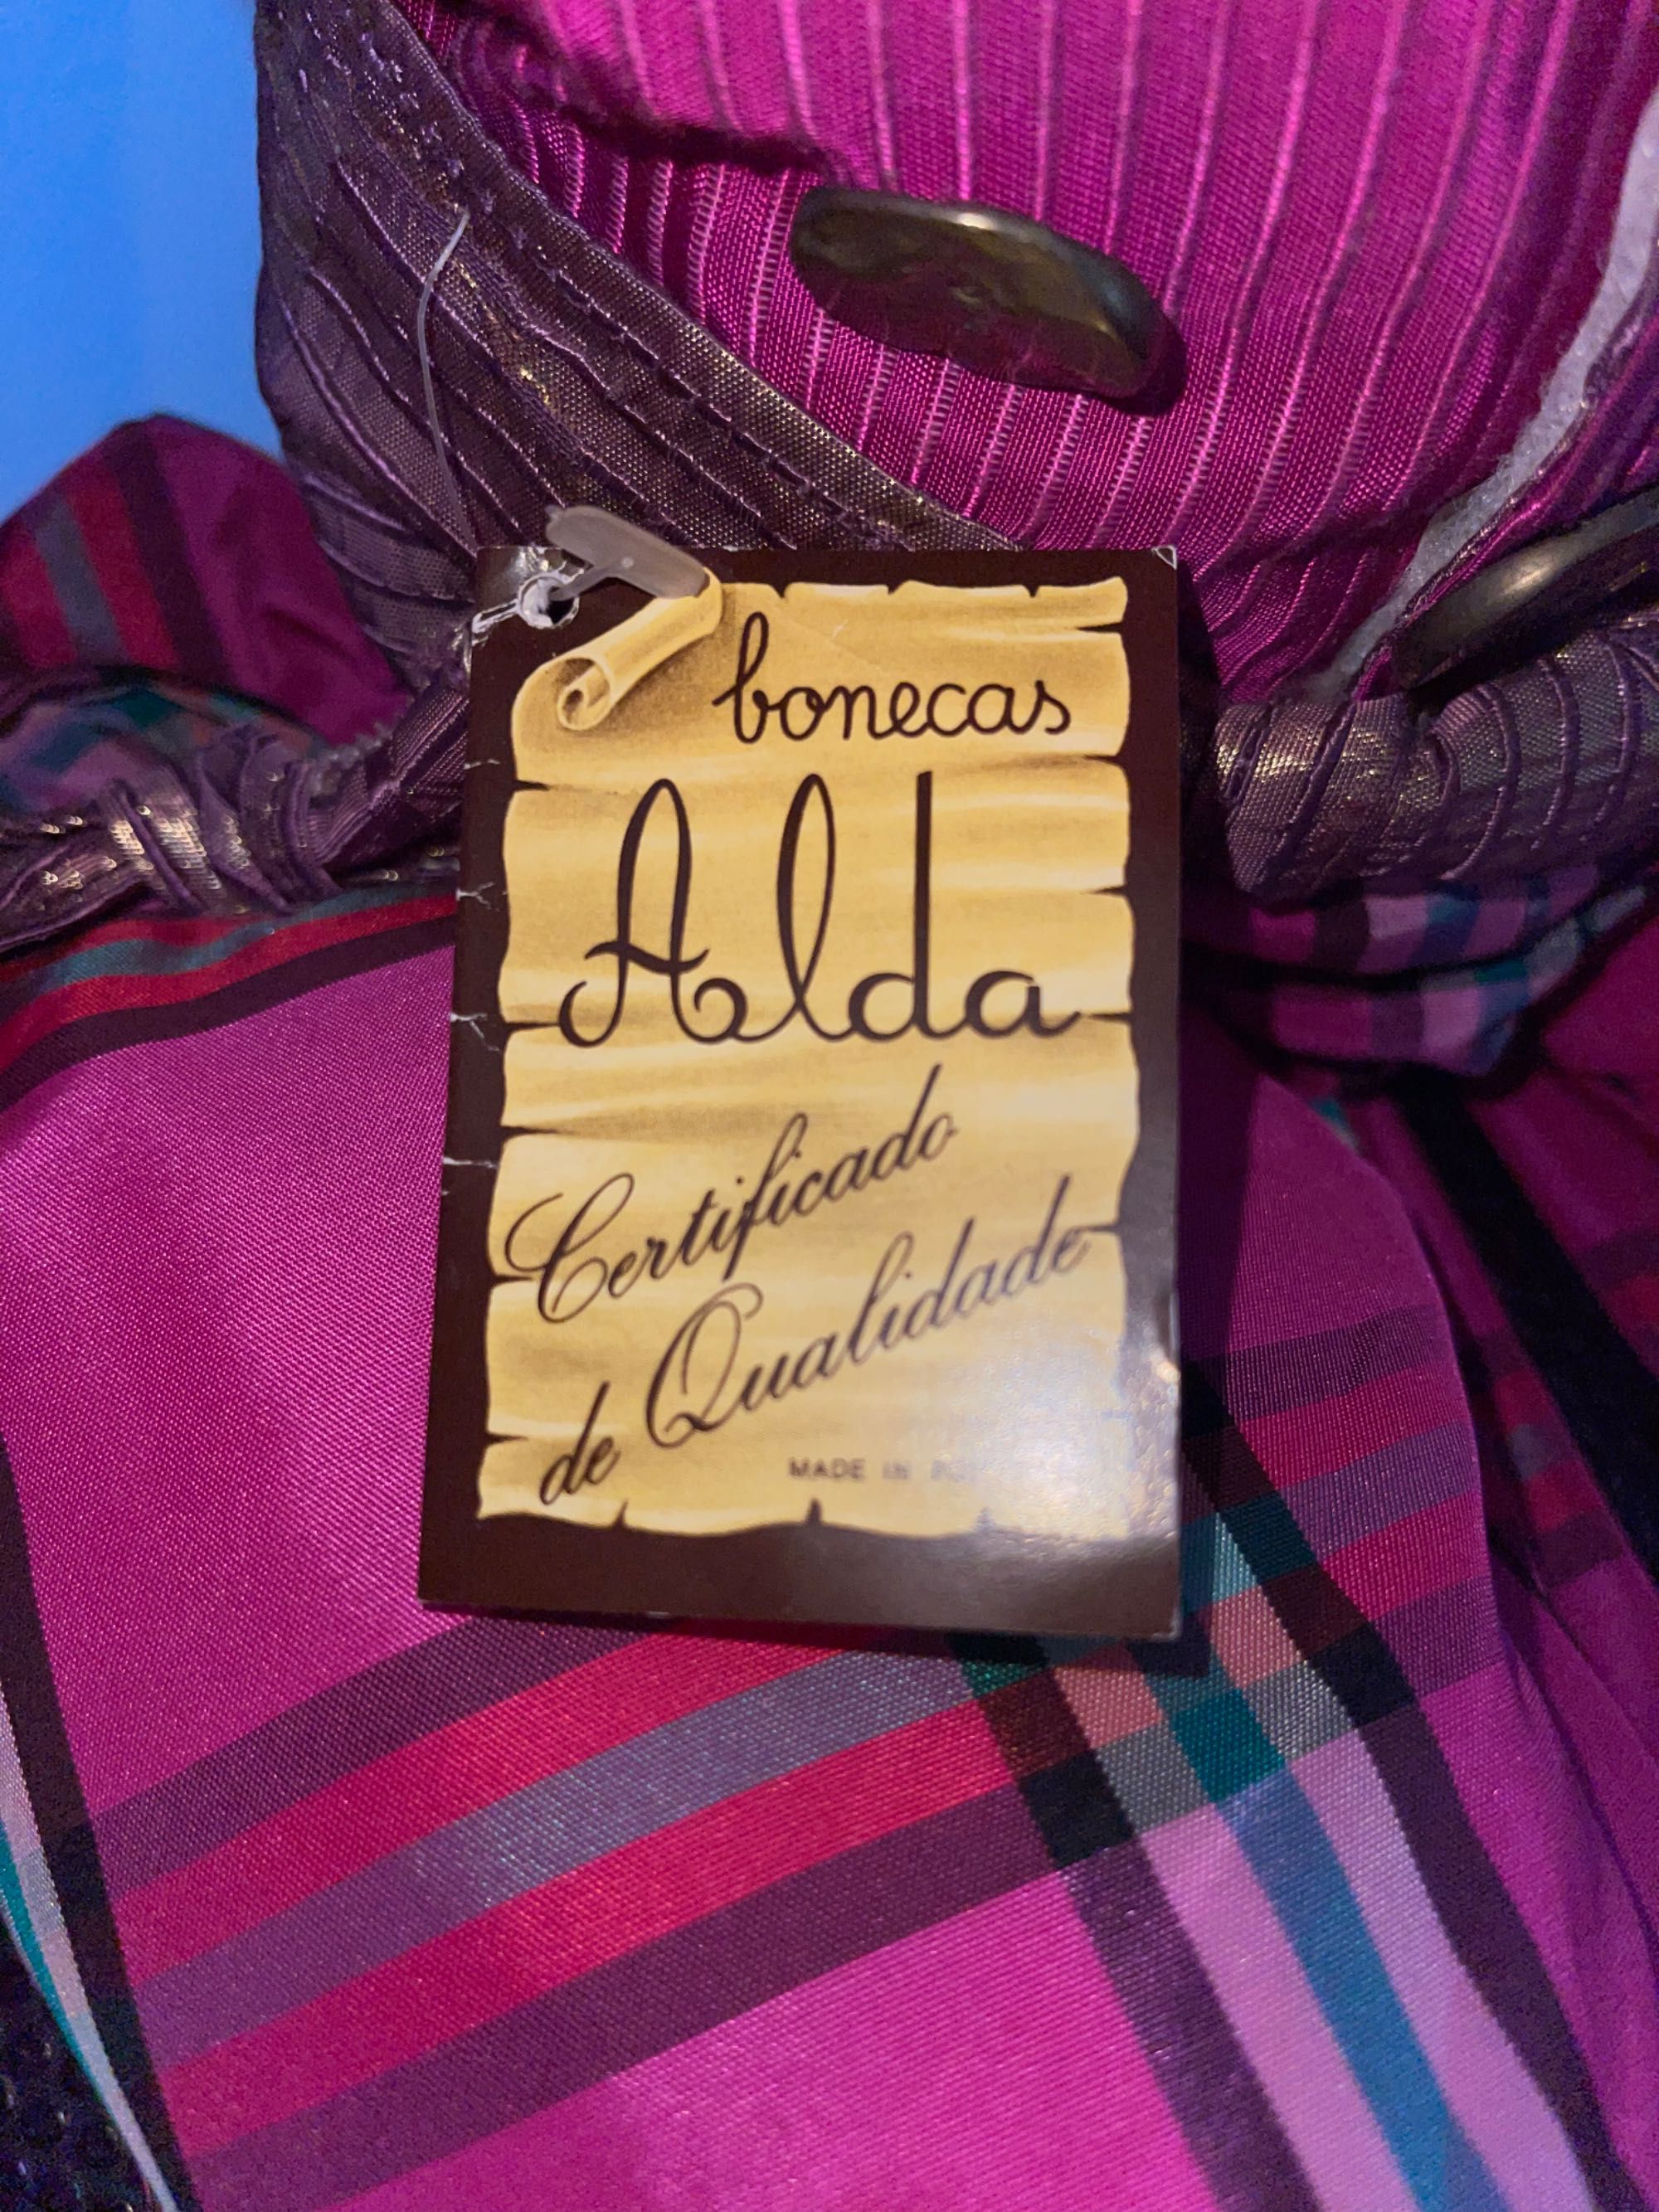 bonecas
Alda
Certificado
de Qualidade
MADE IN